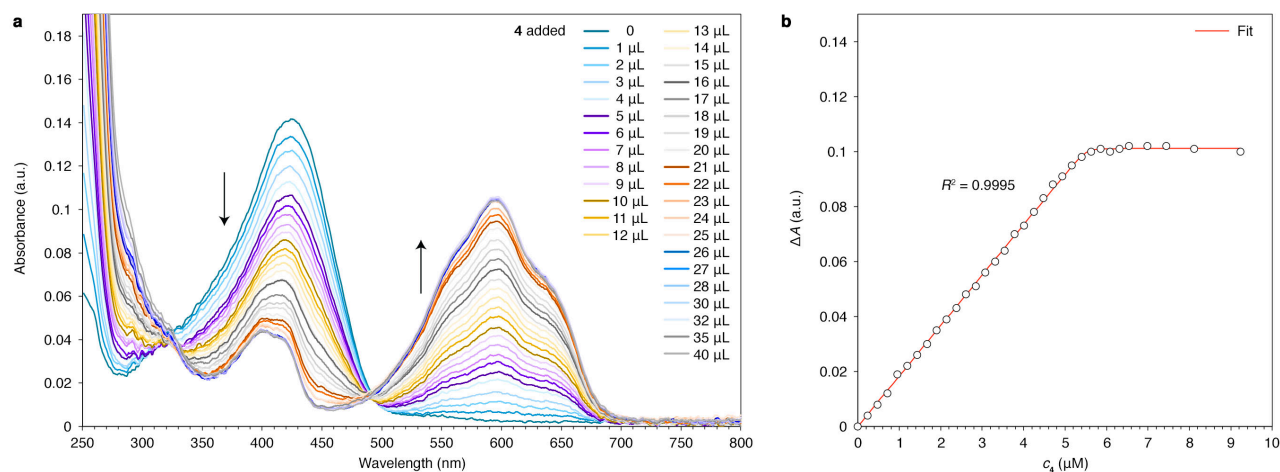 a
4 added
0
1 µL
2 µL
3 µL
4 µL
5 µL
6 µL
7 µL
8 µL
9 µL
10 µL
11 µL
12 µL
13 µL
14 µL
15 µL
16 µL
17 µL
18 µL
19 µL
20 µL
21 µL
22 µL
23 µL
24 µL
25 µL
26 µL
27 µL
28 µL
30 µL
32 µL
35 µL
40 µL
Absorbance (a.u.)
0.18
0.16
0.14
0.12
0.1
0.08
0.06
0.04
0.02
0
250 300 350 400 450 500 550 600 650 700 750 800
Wavelength (nm)
b
Fit
R² = 0.9995
ΔA (a.u.)
0.14
0.12
0.1
0.08
0.06
0.04
0.02
0
0 1 2 3 4 5 6 7 8 9 10
c₄ (µM)